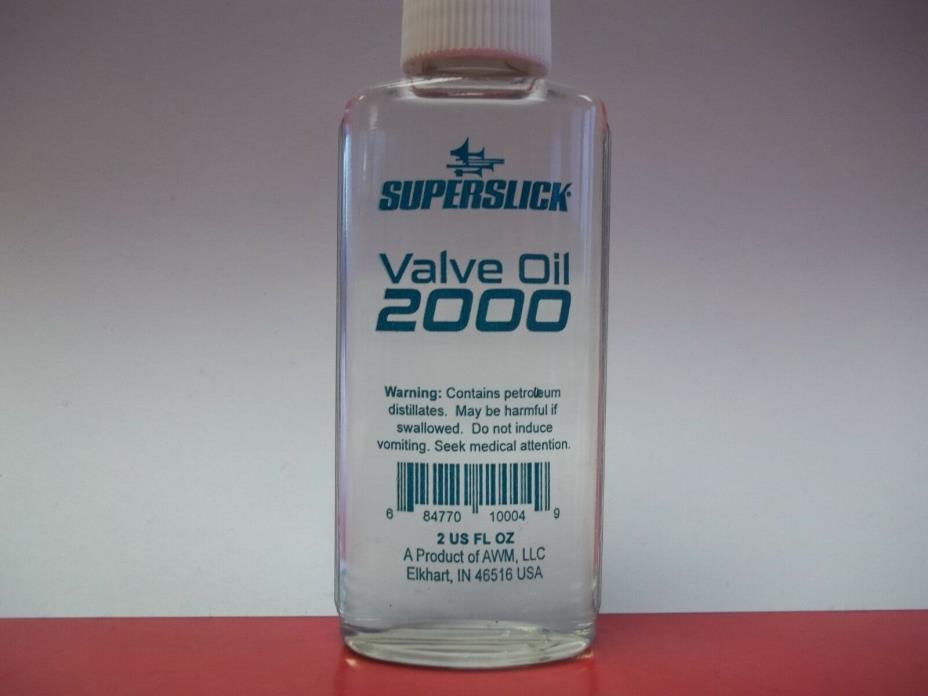 SUPERSLICK
Valve Oil
2000
Warning: Contains petroleum
distillates. May be harmful if
swallowed. Do not induce
vomiting. Seek medical attention.
6 84770 10004 9
2 US FL OZ
A Product of AWM, LLC
Elkhart, IN 46516 USA